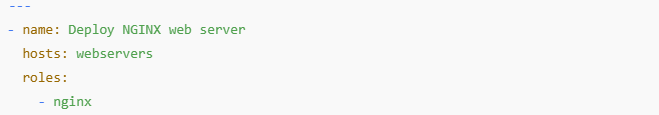 ---
- name: Deploy NGINX web server
  hosts: webservers
  roles:
    - nginx